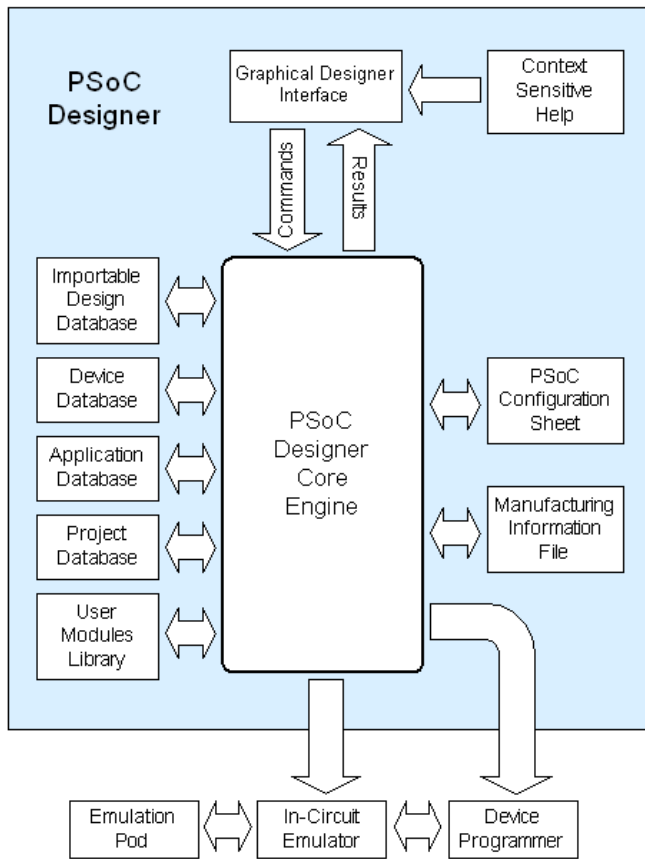 PSoC
Designer
Graphical Designer
Interface
Context
Sensitive
Help
Commands
Results
Importable
Design
Database
Device
Database
Application
Database
Project
Database
User
Modules
Library
PSoC
Designer
Core
Engine
PSoC
Configuration
Sheet
Manufacturing
Information
File
Emulation
Pod
In-Circuit
Emulator
Device
Programmer